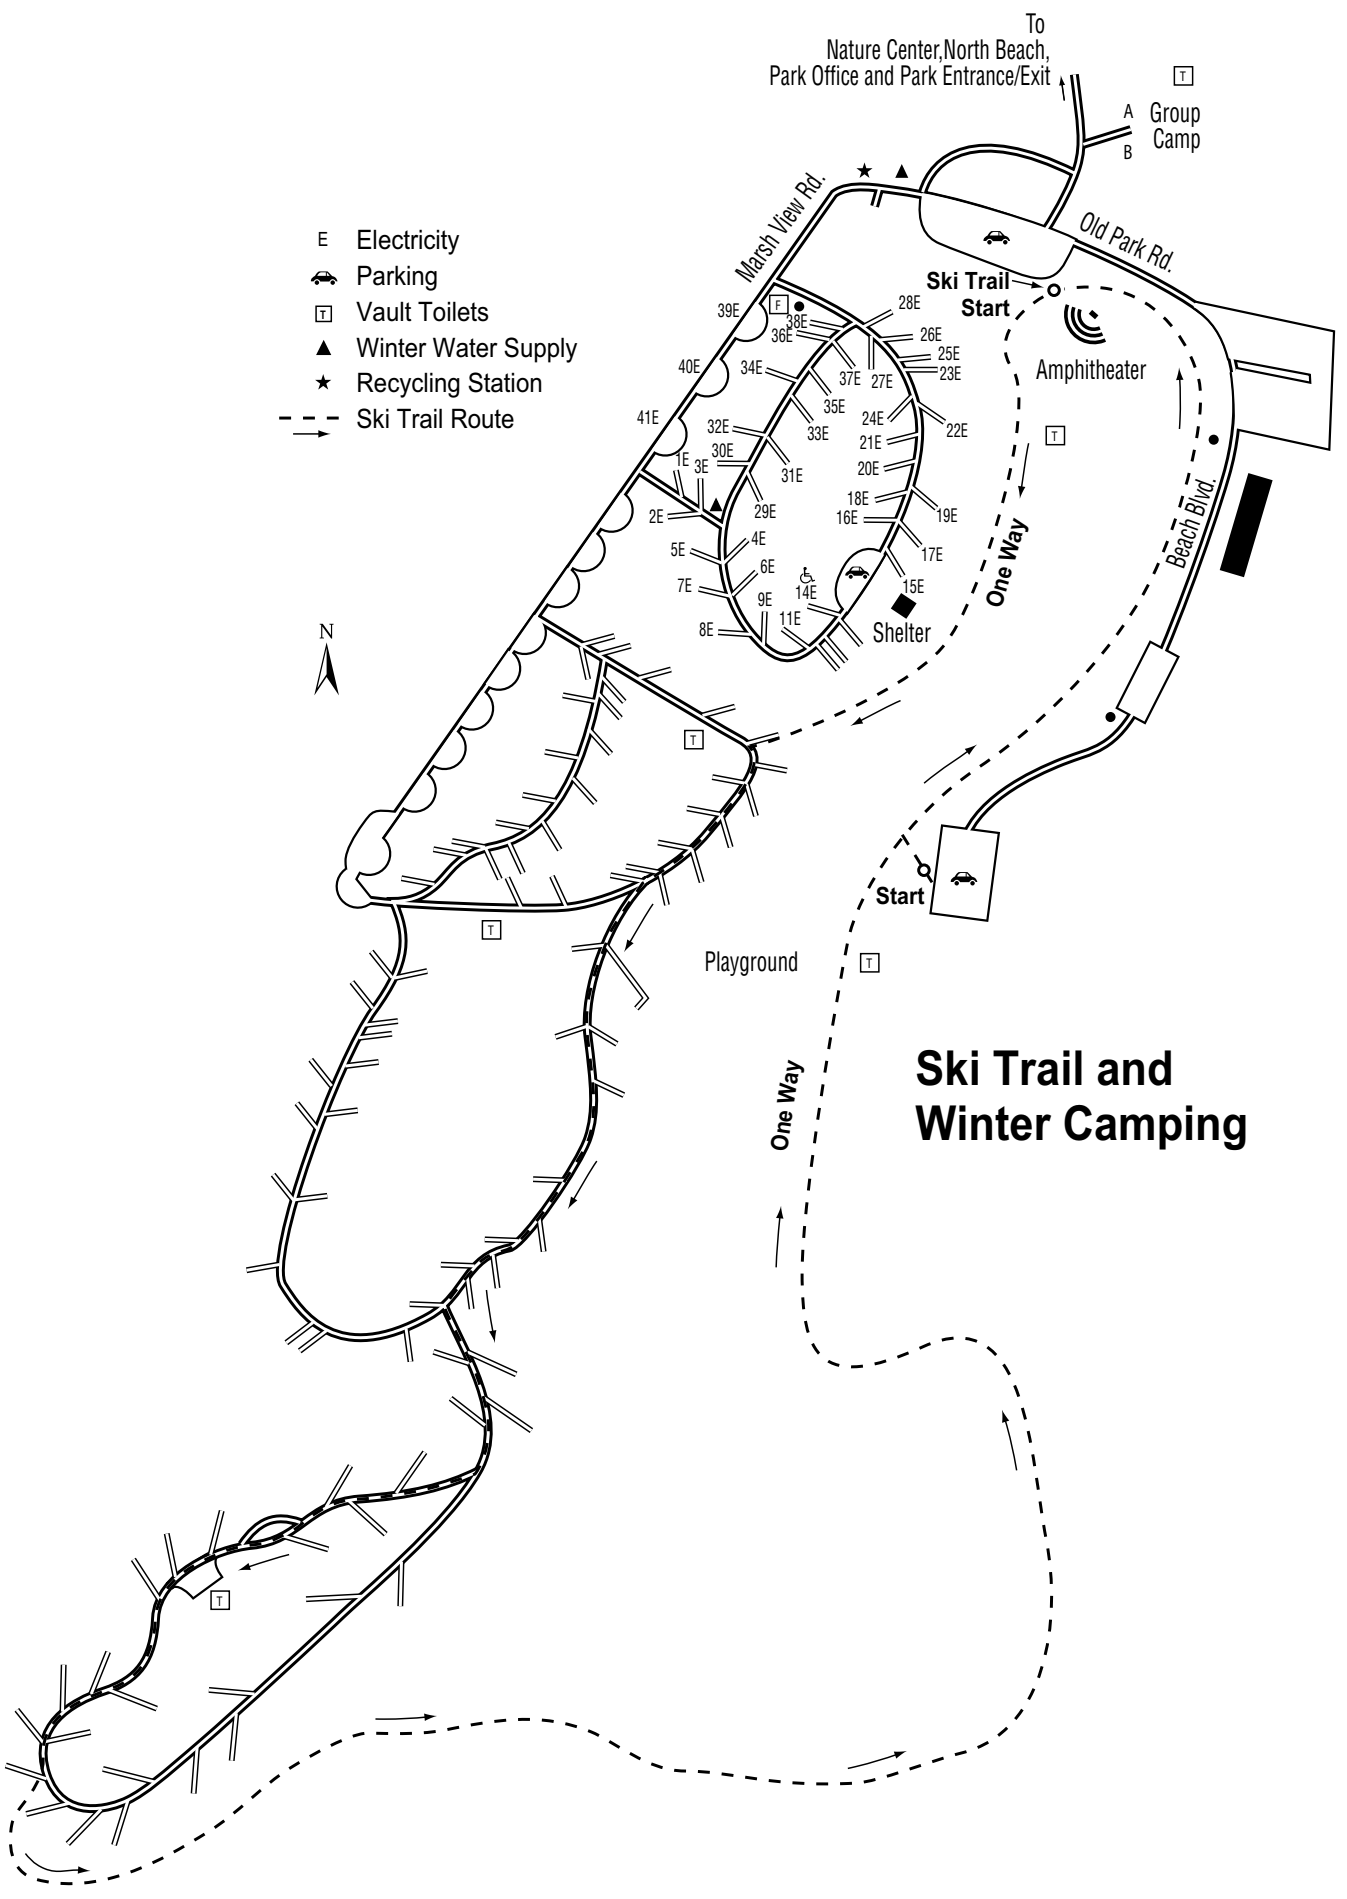 To
Nature Center,North Beach,
Park Office and Park Entrance/Exit
T
A
Group
Camp
B
Marsh View Rd.
Old Park Rd.
E Electricity
Parking
T Vault Toilets
Winter Water Supply
Recycling Station
Ski Trail Route
Ski Trail
Start
Amphitheater
39E
F
38E
28E
36E
26E
25E
23E
40E
34E
37E
27E
35E
24E
22E
41E
32E
33E
21E
30E
1E
3E
31E
20E
T
2E
29E
18E
19E
16E
4E
5E
17E
6E
7E
14E
15E
9E
8E
11E
Shelter
One Way
Beach Blvd.
N
T
Start
T
Playground
T
One Way
Ski Trail and
Winter Camping
T